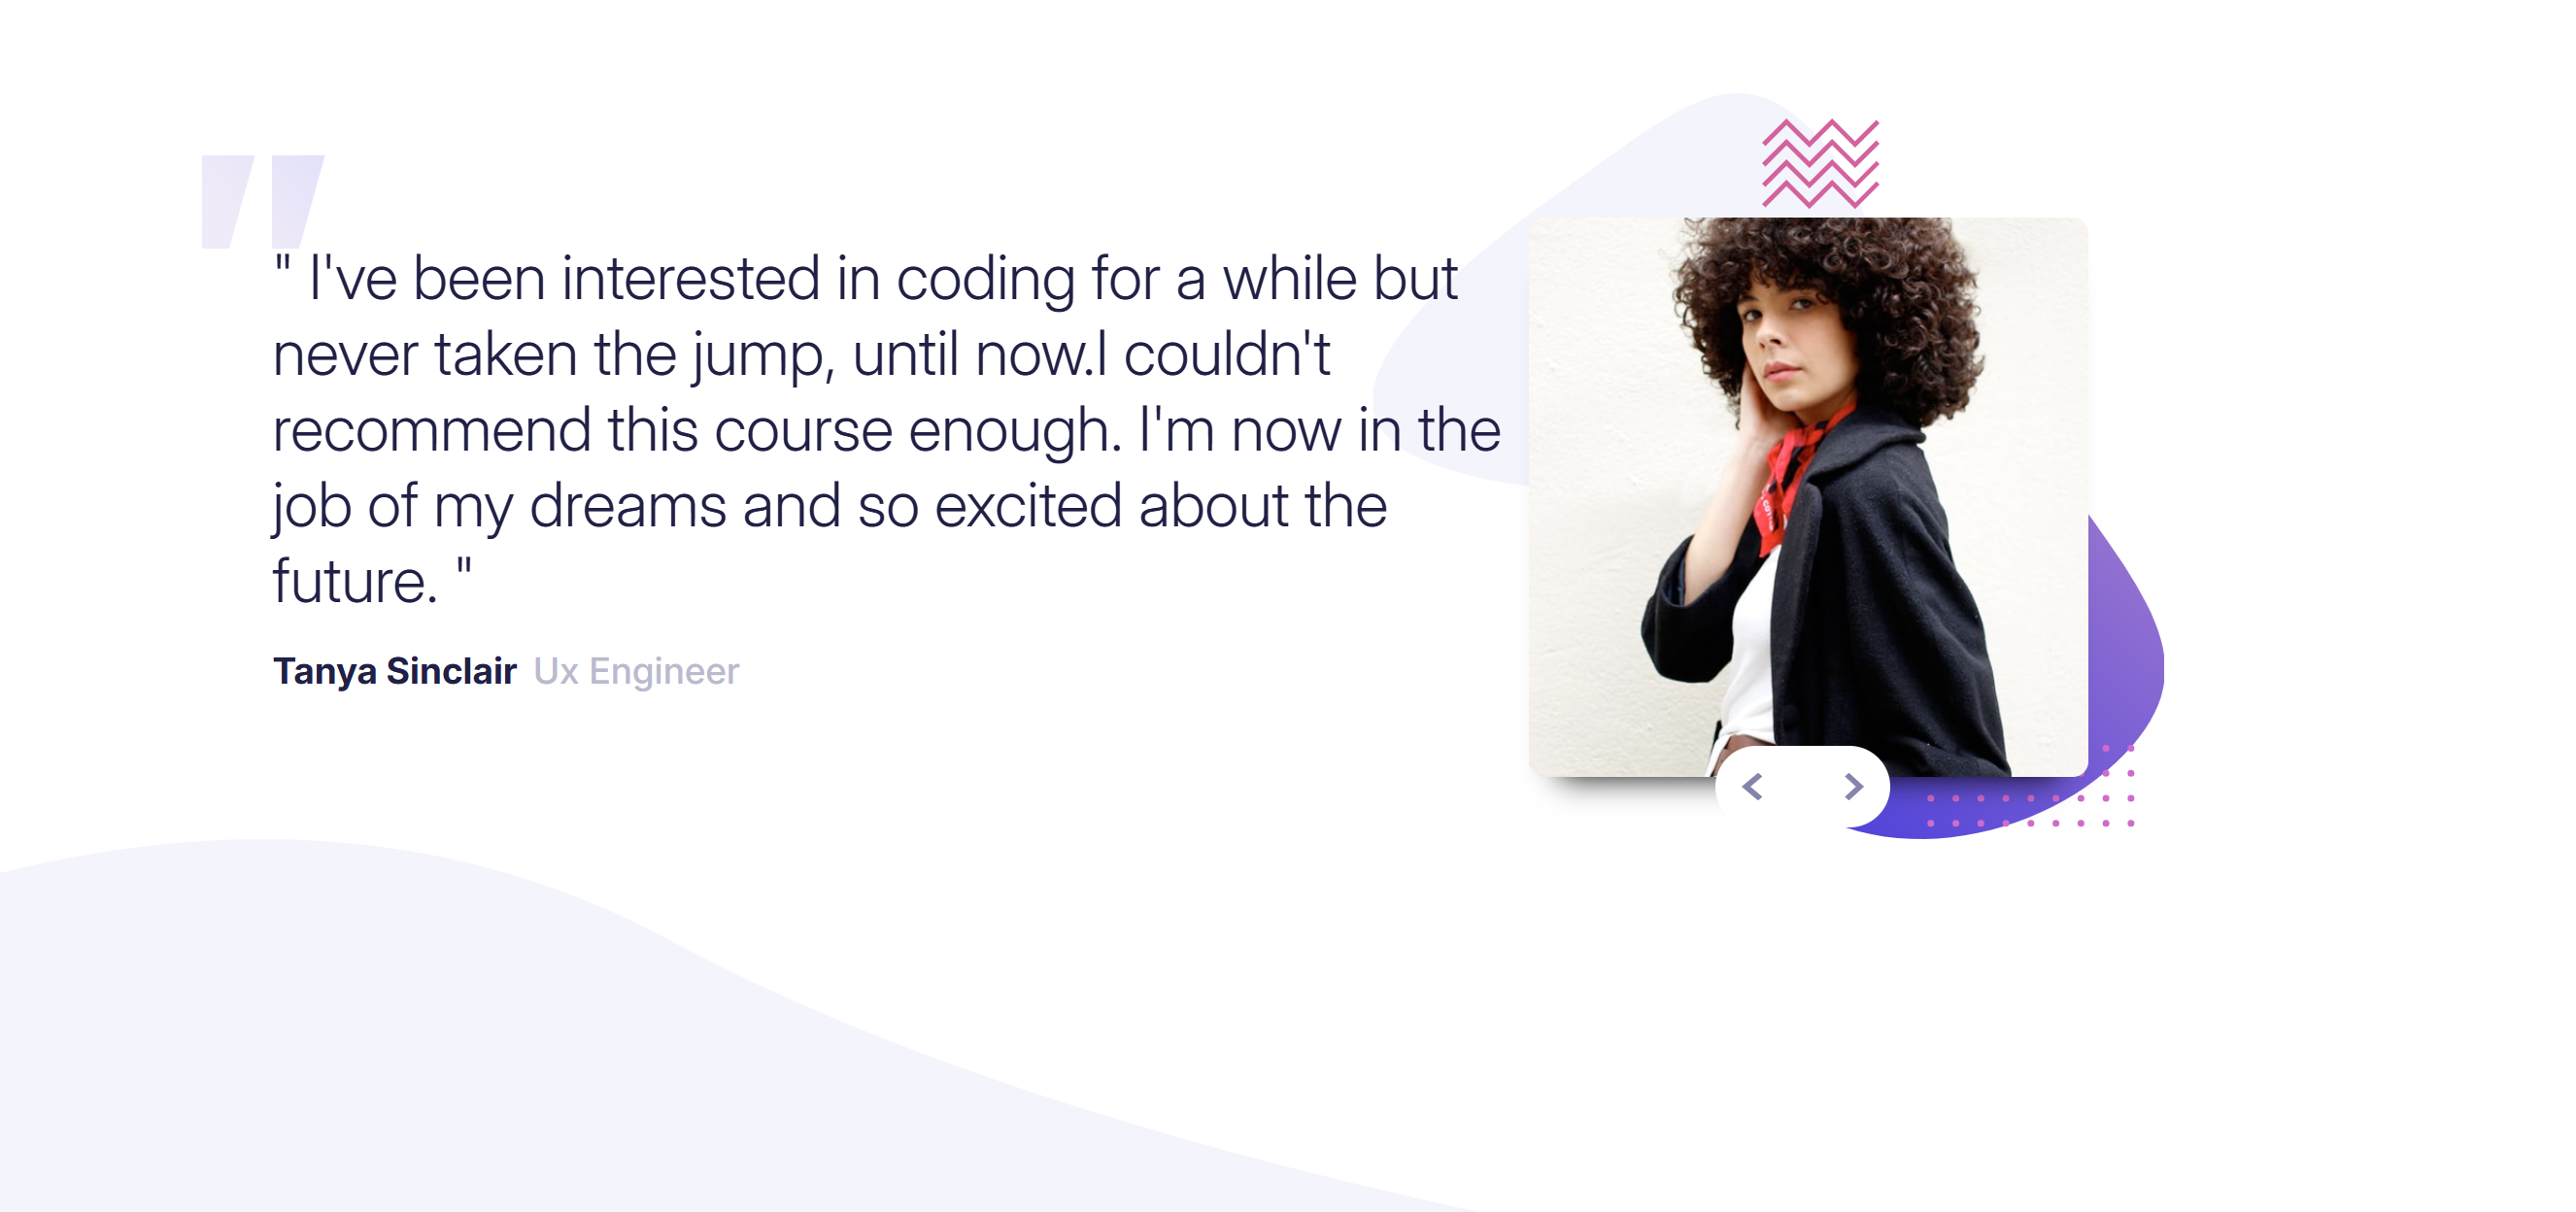 " I've been interested in coding for a while but
never taken the jump, until now.I couldn't
recommend this course enough. I'm now in the
job of my dreams and so excited about the
future. "
Tanya Sinclair Ux Engineer